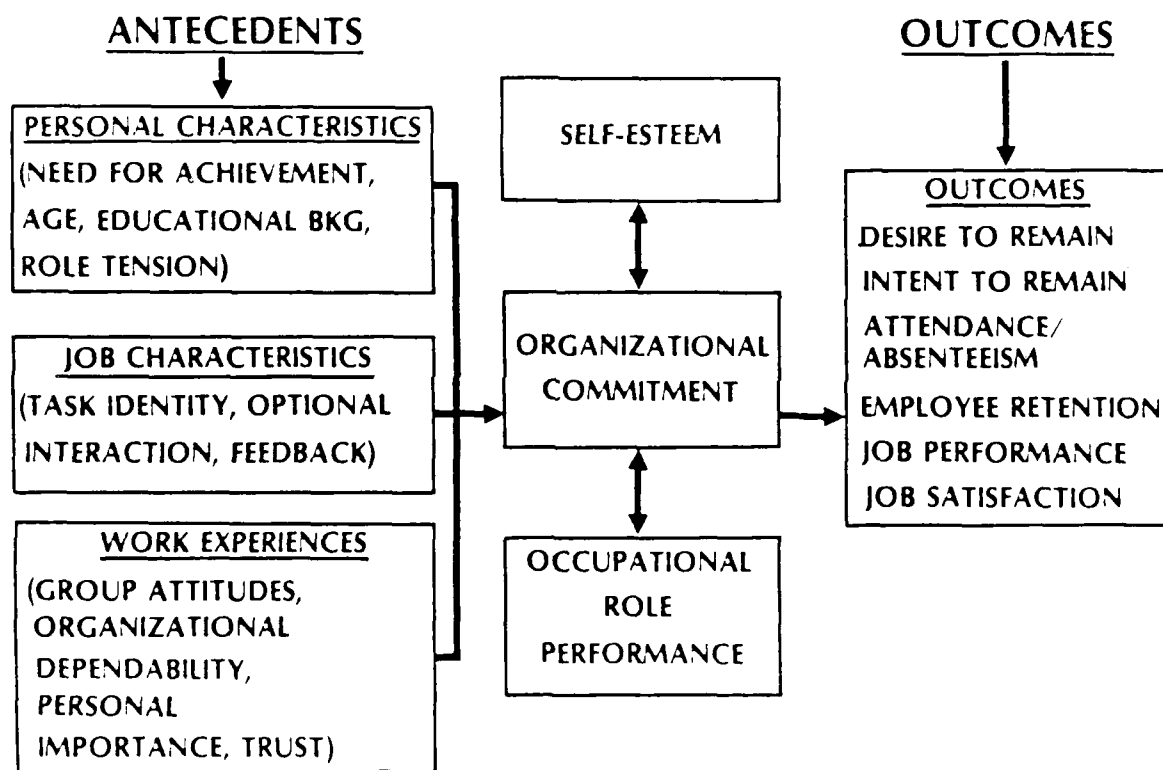 ANTECEDENTS
PERSONAL CHARACTERISTICS
(NEED FOR ACHIEVEMENT,
AGE, EDUCATIONAL BKG,
ROLE TENSION)
JOB CHARACTERISTICS
(TASK IDENTITY, OPTIONAL
INTERACTION, FEEDBACK)
WORK EXPERIENCES
(GROUP ATTITUDES,
ORGANIZATIONAL
DEPENDABILITY,
PERSONAL
IMPORTANCE, TRUST)
SELF-ESTEEM
ORGANIZATIONAL
COMMITMENT
OCCUPATIONAL
ROLE
PERFORMANCE
OUTCOMES
OUTCOMES
DESIRE TO REMAIN
INTENT TO REMAIN
ATTENDANCE/
ABSENTEEISM
EMPLOYEE RETENTION
JOB PERFORMANCE
JOB SATISFACTION